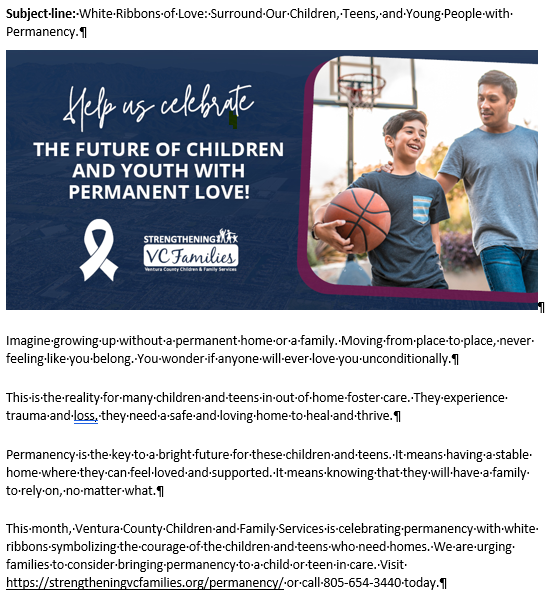 Subject line: White Ribbons of Love: Surround Our Children, Teens, and Young People with
Permanency.¶
Help us celebrate
THE FUTURE OF CHILDREN
AND YOUTH WITH
PERMANENT LOVE!
STRENGTHENING
VC Families
Ventura County Children & Family Services
¶
Imagine growing up without a permanent home or a family. Moving from place to place, never
feeling like you belong. You wonder if anyone will ever love you unconditionally.¶
This is the reality for many children and teens in out of home foster care. They experience
trauma and loss, they need a safe and loving home to heal and thrive.¶
Permanency is the key to a bright future for these children and teens. It means having a stable
home where they can feel loved and supported. It means knowing that they will have a family
to rely on, no matter what.¶
This month, Ventura County Children and Family Services is celebrating permanency with white
ribbons symbolizing the courage of the children and teens who need homes. We are urging
families to consider bringing permanency to a child or teen in care. Visit
https://strengtheningvcfamilies.org/permanency/ or call 805-654-3440 today.¶